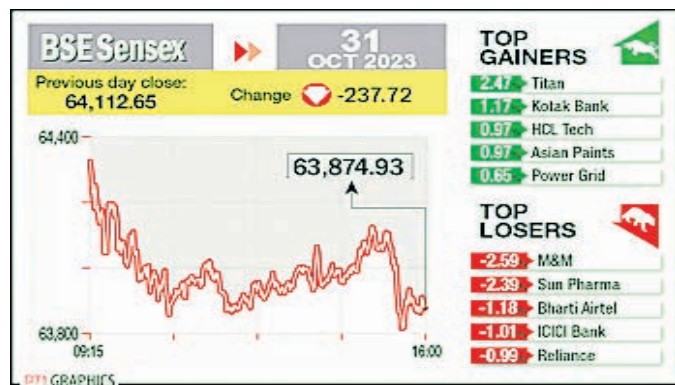 BSE Sensex
31
OCT 2023
Previous day close:
64,112.65
Change -237.72
64,400
63,874.93
63,800
09:15
16:00
TOP
GAINERS
2.47 Titan
1.17 Kotak Bank
0.97 HCL Tech
0.97 Asian Paints
0.65 Power Grid
TOP
LOSERS
-2.59 M&M
-2.39 Sun Pharma
-1.18 Bharti Airtel
-1.01 ICICI Bank
-0.99 Reliance
PTI GRAPHICS